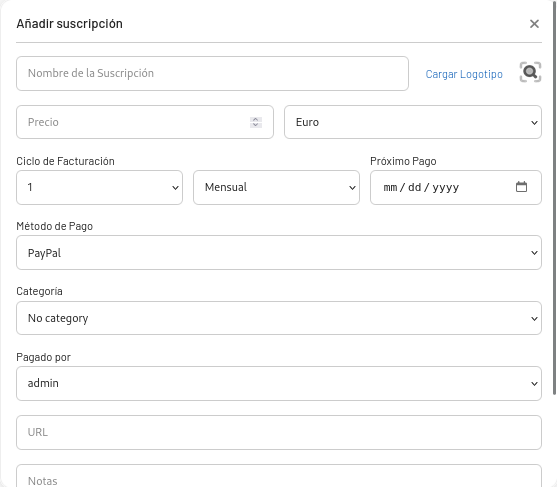 Añadir suscripción
Nombre de la Suscripción
Cargar Logotipo
Precio
Euro
Ciclo de Facturación
Próximo Pago
1
Mensual
mm/dd/yyyy
Método de Pago
PayPal
Categoría
No category
Pagado por
admin
URL
Notas